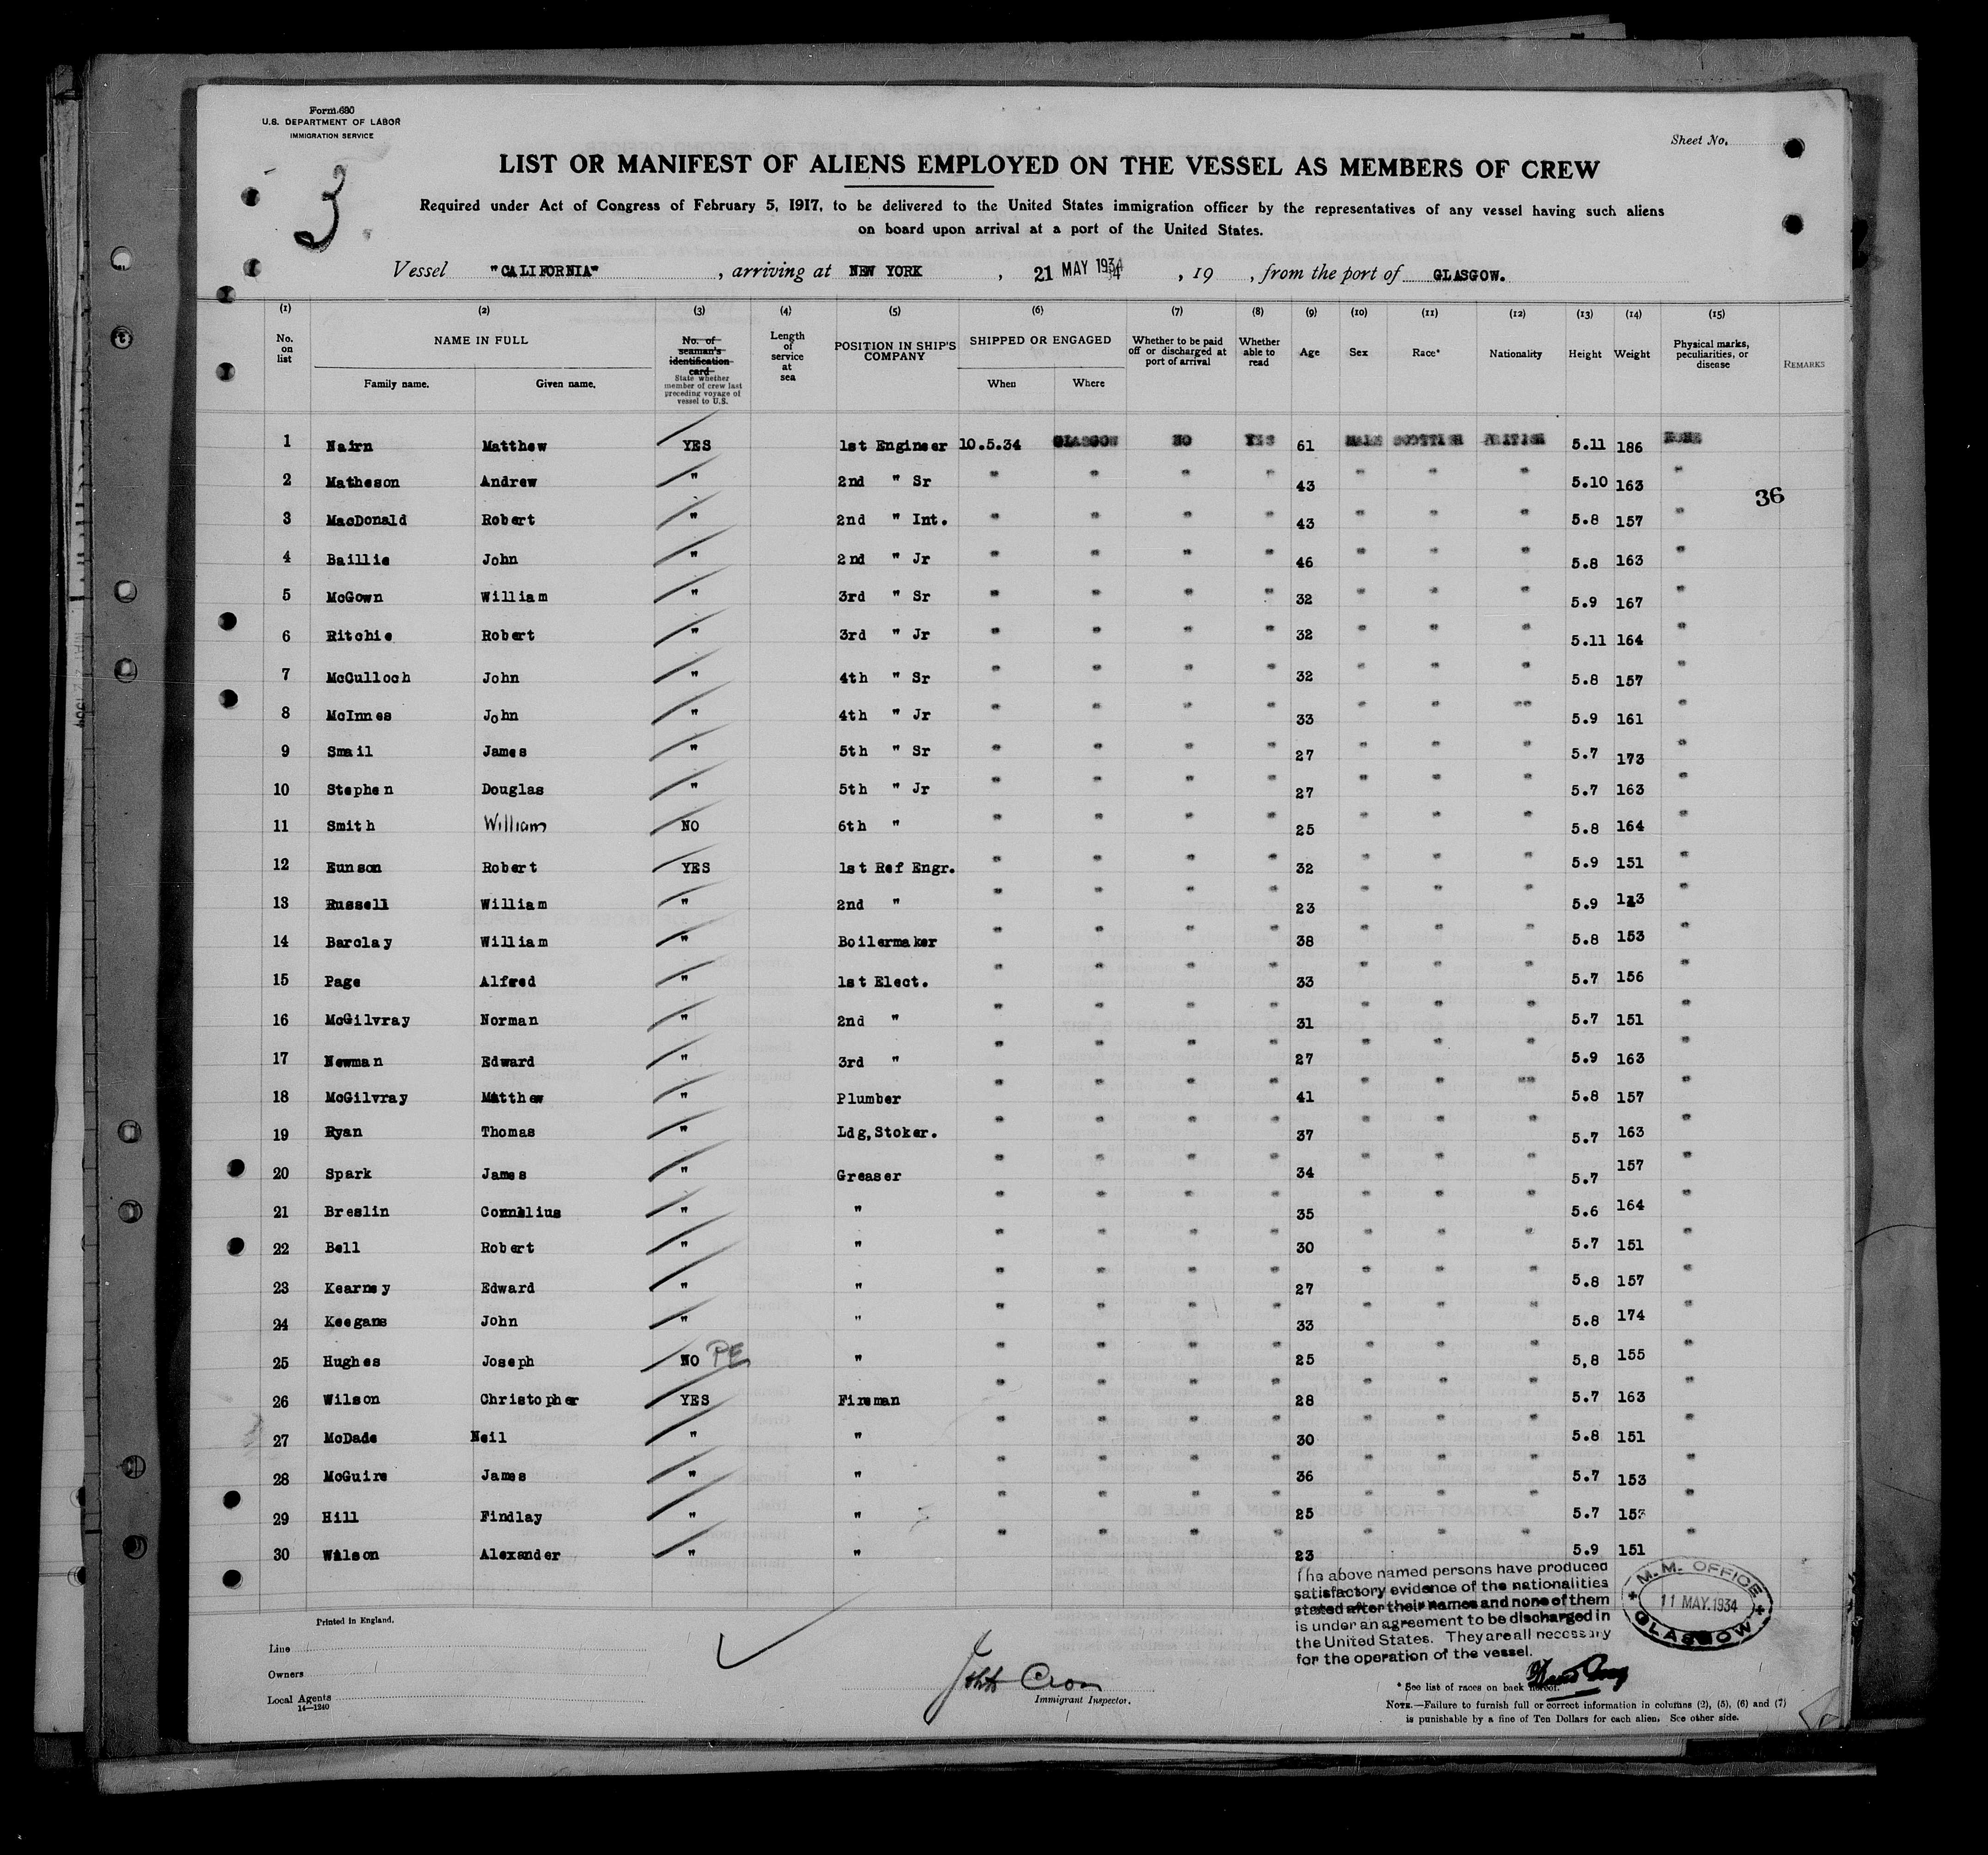 Form 680
U.S. DEPARTMENT OF LABOR
IMMIGRATION SERVICE
Sheet No.
3
LIST OR MANIFEST OF ALIENS EMPLOYED ON THE VESSEL AS MEMBERS OF CREW
Required under Act of Congress of February 5, 1917, to be delivered to the United States immigration officer by the representatives of any vessel having such aliens
on board upon arrival at a port of the United States.
Vessel "CALIFORNIA", arriving at NEW YORK, 21 MAY 1934, 19 , from the port of GLASGOW.
(1) (2) (3) (4) (5) (6) (7) (8) (9) (10) (11) (12) (13) (14) (15)
No. on list | NAME IN FULL | Family name. | Given name. | No. of seaman's identification card State whether member of crew last preceding voyage of vessel to U.S. | Length of service at sea | POSITION IN SHIP'S COMPANY | SHIPPED OR ENGAGED | When | Where | Whether to be paid off or discharged at port of arrival | Whether able to read | Age | Sex | Race* | Nationality | Height | Weight | Physical marks, peculiarities, or disease | REMARKS
1 Nairn Matthew YES 1st Engineer 10.5.34 GLASGOW NO YES 61 MALE SCOTTISH BRITISH 5.11 186 NONE
2 Matheson Andrew " 2nd " Sr " " " " 43 " " " 5.10 163 "
36
3 MacDonald Robert " 2nd " Int. " " " " 43 " " " 5.8 157 "
4 Baillie John " 2nd " Jr " " " " 46 " " " 5.8 163 "
5 McGown William " 3rd " Sr " " " " 32 " " " 5.9 167 "
6 Ritchie Robert " 3rd " Jr " " " " 32 " " " 5.11 164 "
7 McCulloch John " 4th " Sr " " " " 32 " " " 5.8 157 "
8 McInnes John " 4th " Jr " " " " 33 " " " 5.9 161 "
9 Smail James " 5th " Sr " " " " 27 " " " 5.7 173 "
10 Stephen Douglas " 5th " Jr " " " " 27 " " " 5.7 163 "
11 Smith William NO 6th " " " " " 25 " " " 5.8 164 "
12 Eunson Robert YES 1st Ref Engr. " " " " 32 " " " 5.9 151 "
13 Russell William " 2nd " " " " " 23 " " " 5.9 "
14 Barclay William " Boilermaker " " " " 38 " " " 5.8 153 "
15 Page Alfred " 1st Elect. " " " " 33 " " " 5.7 156 "
16 McGilvray Norman " 2nd " " " " " 31 " " " 5.7 151 "
17 Newman Edward " 3rd " " " " " 27 " " " 5.9 163 "
18 McGilvray Matthew " Plumber " " " " 41 " " " 5.8 157 "
19 Ryan Thomas " Ldg,Stoker. " " " " 37 " " " 5.7 163 "
20 Spark James " Greaser " " " " 34 " " " 5.7 157 "
21 Breslin Cornelius " " " " " " 35 " " " 5.6 164 "
22 Bell Robert " " " " " " 30 " " " 5.7 151 "
23 Kearney Edward " " " " " " 27 " " " 5.8 157 "
24 Keegans John " " " " " " 33 " " " 5.8 174 "
25 Hughes Joseph NO PE " " " " " 25 " " " 5,8 155 "
26 Wilson Christopher YES Fireman " " " " 28 " " " 5.7 163 "
27 McDade Neil " " " " " " 30 " " " 5.8 151 "
28 McGuire James " " " " " " 36 " " " 5.7 153 "
29 Hill Findlay " " " " " " 25 " " " 5.7 "
30 Wilson Alexander " " " " " " 23 " " " 5.9 151 "
The above named persons have produced
satisfactory evidence of the nationalities
stated after their names and none of them
is under an agreement to be discharged in
the United States. They are all necessary
for the operation of the vessel.
M.M. OFFICE
11 MAY.1934
GLASGOW
Printed in England.
Line
Owners
Local Agents
14—1240
Immigrant Inspector.
* See list of races on back hereof.
NOTE.—Failure to furnish full or correct information in columns (2), (5), (6) and (7)
is punishable by a fine of Ten Dollars for each alien. See other side.